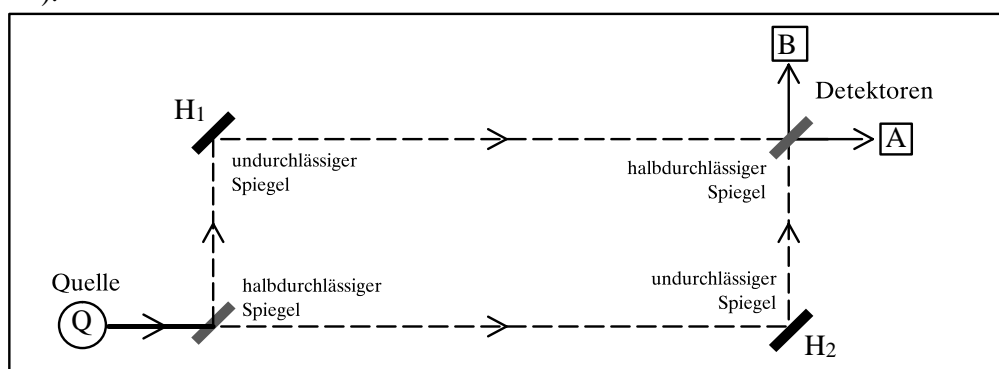 ).
B
Detektoren
H1
A
undurchlässiger
Spiegel
halbdurchlässiger
Spiegel
Quelle
Q
halbdurchlässiger
Spiegel
undurchlässiger
Spiegel
H2